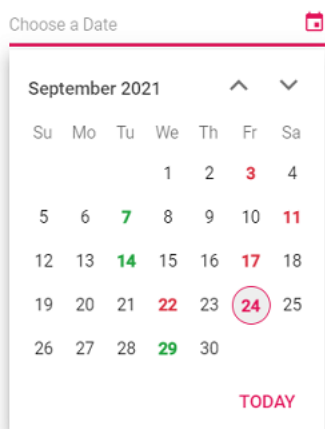 Choose a Date
September 2021
Su Mo Tu We Th Fr Sa
1 2 3 4
5 6 7 8 9 10 11
12 13 14 15 16 17 18
19 20 21 22 23 24 25
26 27 28 29 30
TODAY